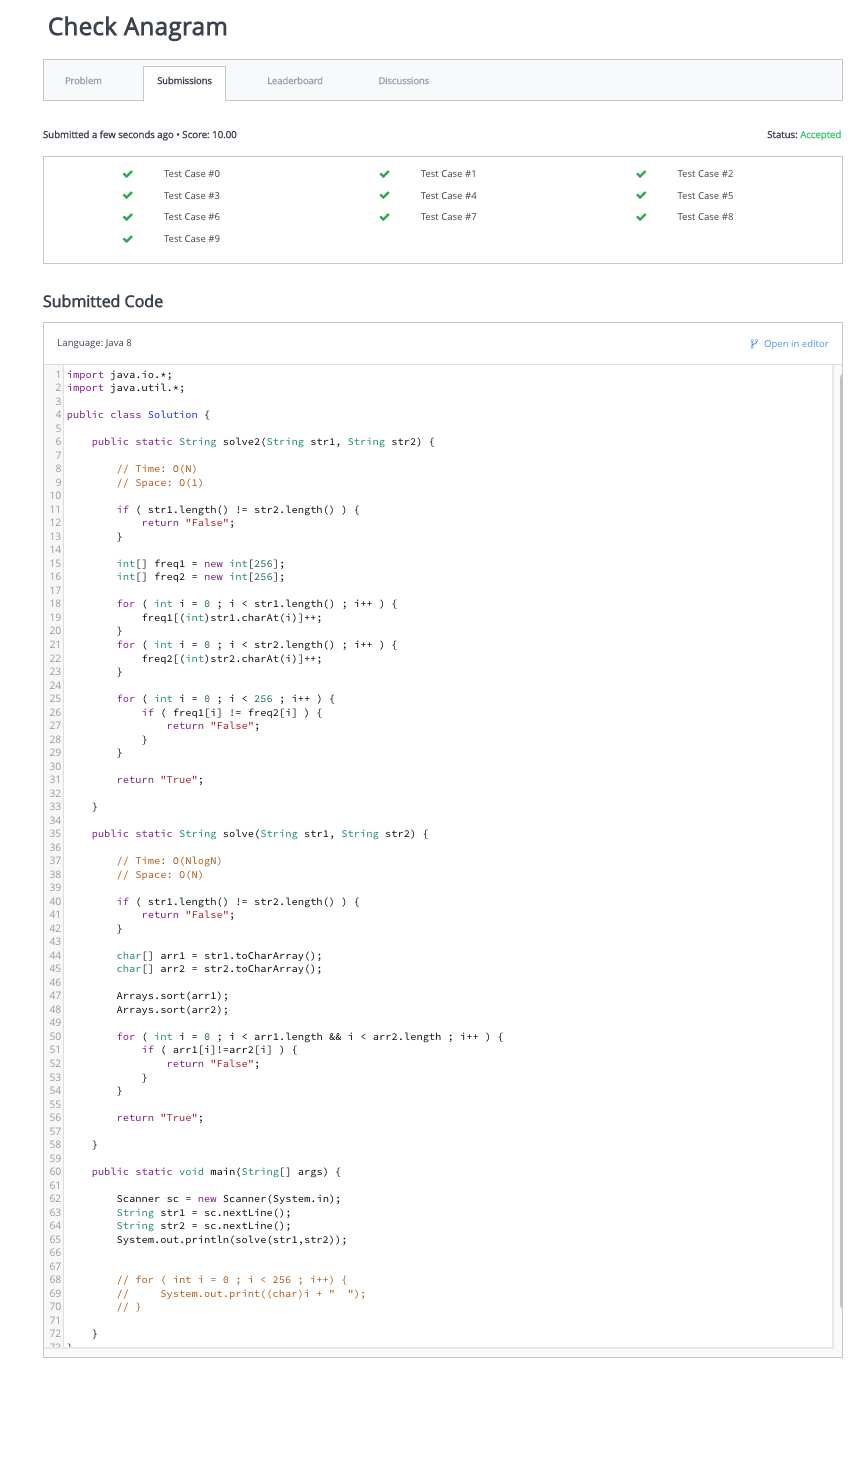 Check Anagram
Problem Submissions Leaderboard Discussions
Submitted a few seconds ago • Score: 10.00 Status: Accepted
Test Case #0 Test Case #1 Test Case #2
Test Case #3 Test Case #4 Test Case #5
Test Case #6 Test Case #7 Test Case #8
Test Case #9
Submitted Code
Language: Java 8 Open in editor
1 import java.io.*;
2 import java.util.*;
3
4 public class Solution {
5
6     public static String solve2(String str1, String str2) {
7
8         // Time: O(N)
9         // Space: O(1)
10
11         if ( str1.length() != str2.length() ) {
12             return "False";
13         }
14
15         int[] freq1 = new int[256];
16         int[] freq2 = new int[256];
17
18         for ( int i = 0 ; i < str1.length() ; i++ ) {
19             freq1[(int)str1.charAt(i)]++;
20         }
21         for ( int i = 0 ; i < str2.length() ; i++ ) {
22             freq2[(int)str2.charAt(i)]++;
23         }
24
25         for ( int i = 0 ; i < 256 ; i++ ) {
26             if ( freq1[i] != freq2[i] ) {
27                 return "False";
28             }
29         }
30
31         return "True";
32
33     }
34
35     public static String solve(String str1, String str2) {
36
37         // Time: O(NlogN)
38         // Space: O(N)
39
40         if ( str1.length() != str2.length() ) {
41             return "False";
42         }
43
44         char[] arr1 = str1.toCharArray();
45         char[] arr2 = str2.toCharArray();
46
47         Arrays.sort(arr1);
48         Arrays.sort(arr2);
49
50         for ( int i = 0 ; i < arr1.length && i < arr2.length ; i++ ) {
51             if ( arr1[i]!=arr2[i] ) {
52                 return "False";
53             }
54         }
55
56         return "True";
57
58     }
59
60     public static void main(String[] args) {
61
62         Scanner sc = new Scanner(System.in);
63         String str1 = sc.nextLine();
64         String str2 = sc.nextLine();
65         System.out.println(solve(str1,str2));
66
67
68         // for ( int i = 0 ; i < 256 ; i++) {
69         //     System.out.print((char)i + "  ");
70         // }
71
72     }
73 }